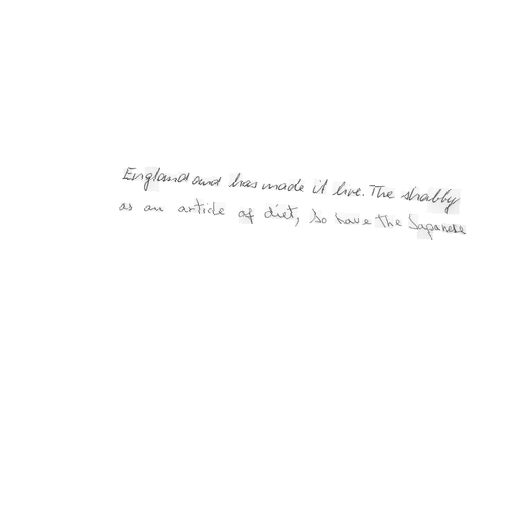 England and has made it live. The shabby
as an article of diet, so have the Japanese